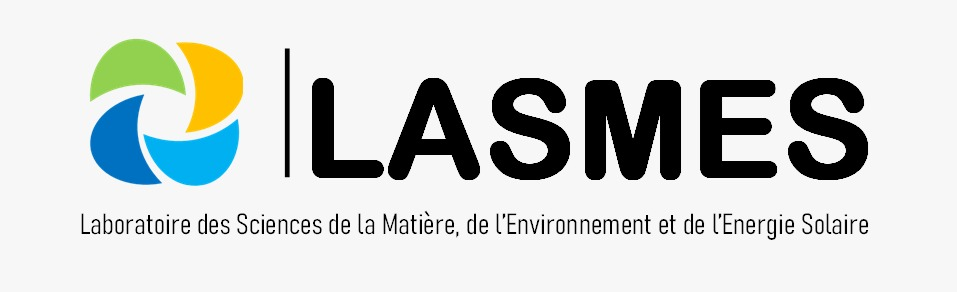 LASMES
Laboratoire des Sciences de la Matière, de l'Environnement et de l'Energie Solaire